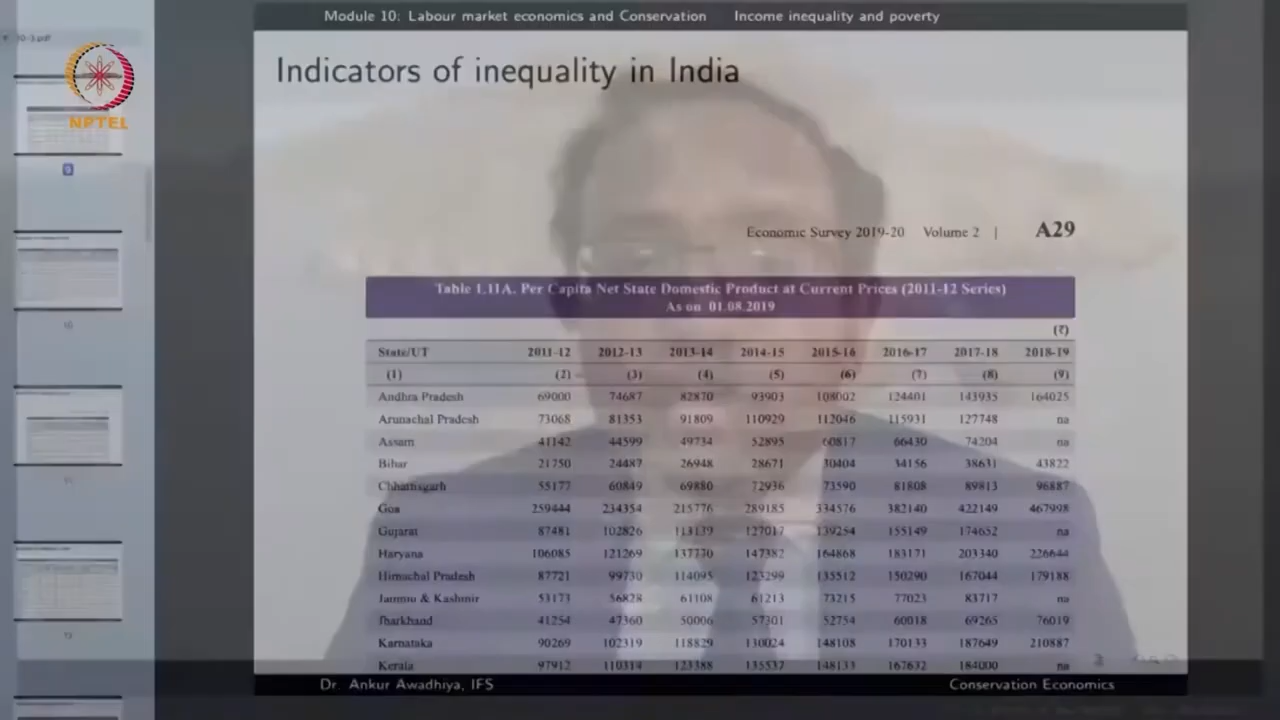 Module 10: Labour market economics and Conservation Income inequality and poverty
10-3.pdf
NPTEL
Indicators of inequality in India
9
10
Economic Survey 2019-20 Volume 2 | A29
Table 1.11A. Per Capita Net State Domestic Product at Current Prices (2011-12 Series)
As on 01.08.2019
(₹)
State/UT 2011-12 2012-13 2013-14 2014-15 2015-16 2016-17 2017-18 2018-19
(1) (2) (3) (4) (5) (6) (7) (8) (9)
Andhra Pradesh 69000 74687 82870 93903 108002 124401 143935 164025
Arunachal Pradesh 73068 81353 91809 110929 112046 115931 127748 na
Assam 41142 44599 49734 52895 60817 66430 74204 na
Bihar 21750 24487 26948 28671 30404 34156 38631 43822
Chhattisgarh 55177 60849 69880 72936 73590 81808 89813 96887
Goa 259444 234354 215776 289185 334576 382140 422149 467998
Gujarat 87481 102826 113139 127017 139254 155149 174652 na
Haryana 106085 121269 137770 147382 164868 183171 203340 226644
Himachal Pradesh 87721 99730 114095 123299 135512 150290 167044 179188
Jammu & Kashmir 53173 56828 61108 61213 73215 77023 83717 na
Jharkhand 41254 47360 50006 57301 52754 60018 69265 76019
Karnataka 90269 102319 118829 130024 148108 170133 187649 210887
Kerala 97912 110314 123388 135537 148133 167632 184000 na
Dr. Ankur Awadhiya, IFS Conservation Economics